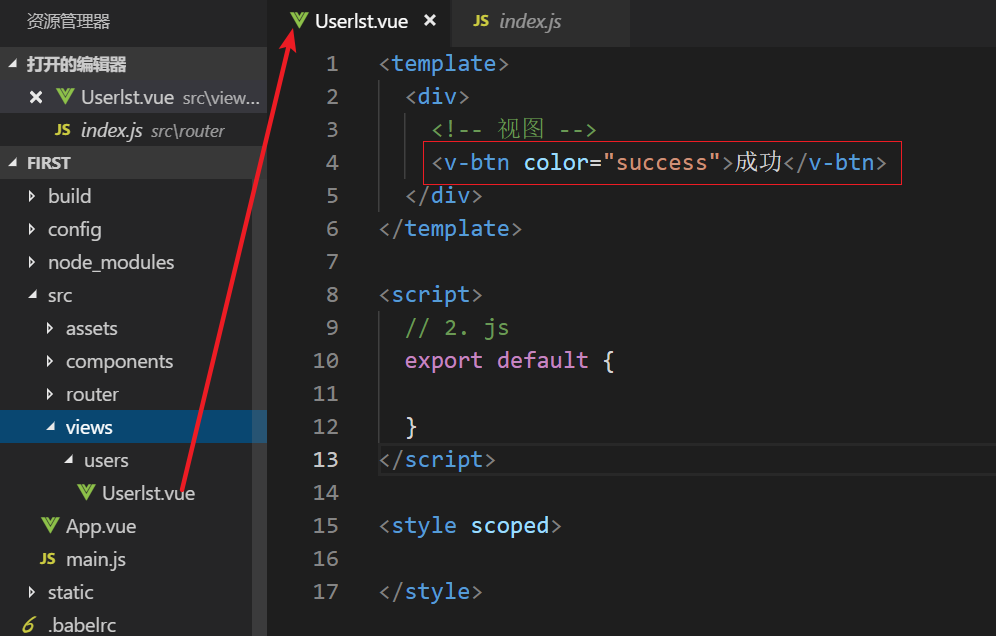 资源管理器
打开的编辑器
Userlst.vue src\view...
JS index.js src\router
FIRST
build
config
node_modules
src
assets
components
router
views
users
Userlst.vue
App.vue
JS main.js
static
6 .babelrc
Userlst.vue ×
JS index.js
1 <template>
2 <div>
3 <!-- 视图 -->
4 <v-btn color="success">成功</v-btn>
5 </div>
6 </template>
7
8 <script>
9 // 2. js
10 export default {
11
12 }
13 </script>
14
15 <style scoped>
16
17 </style>